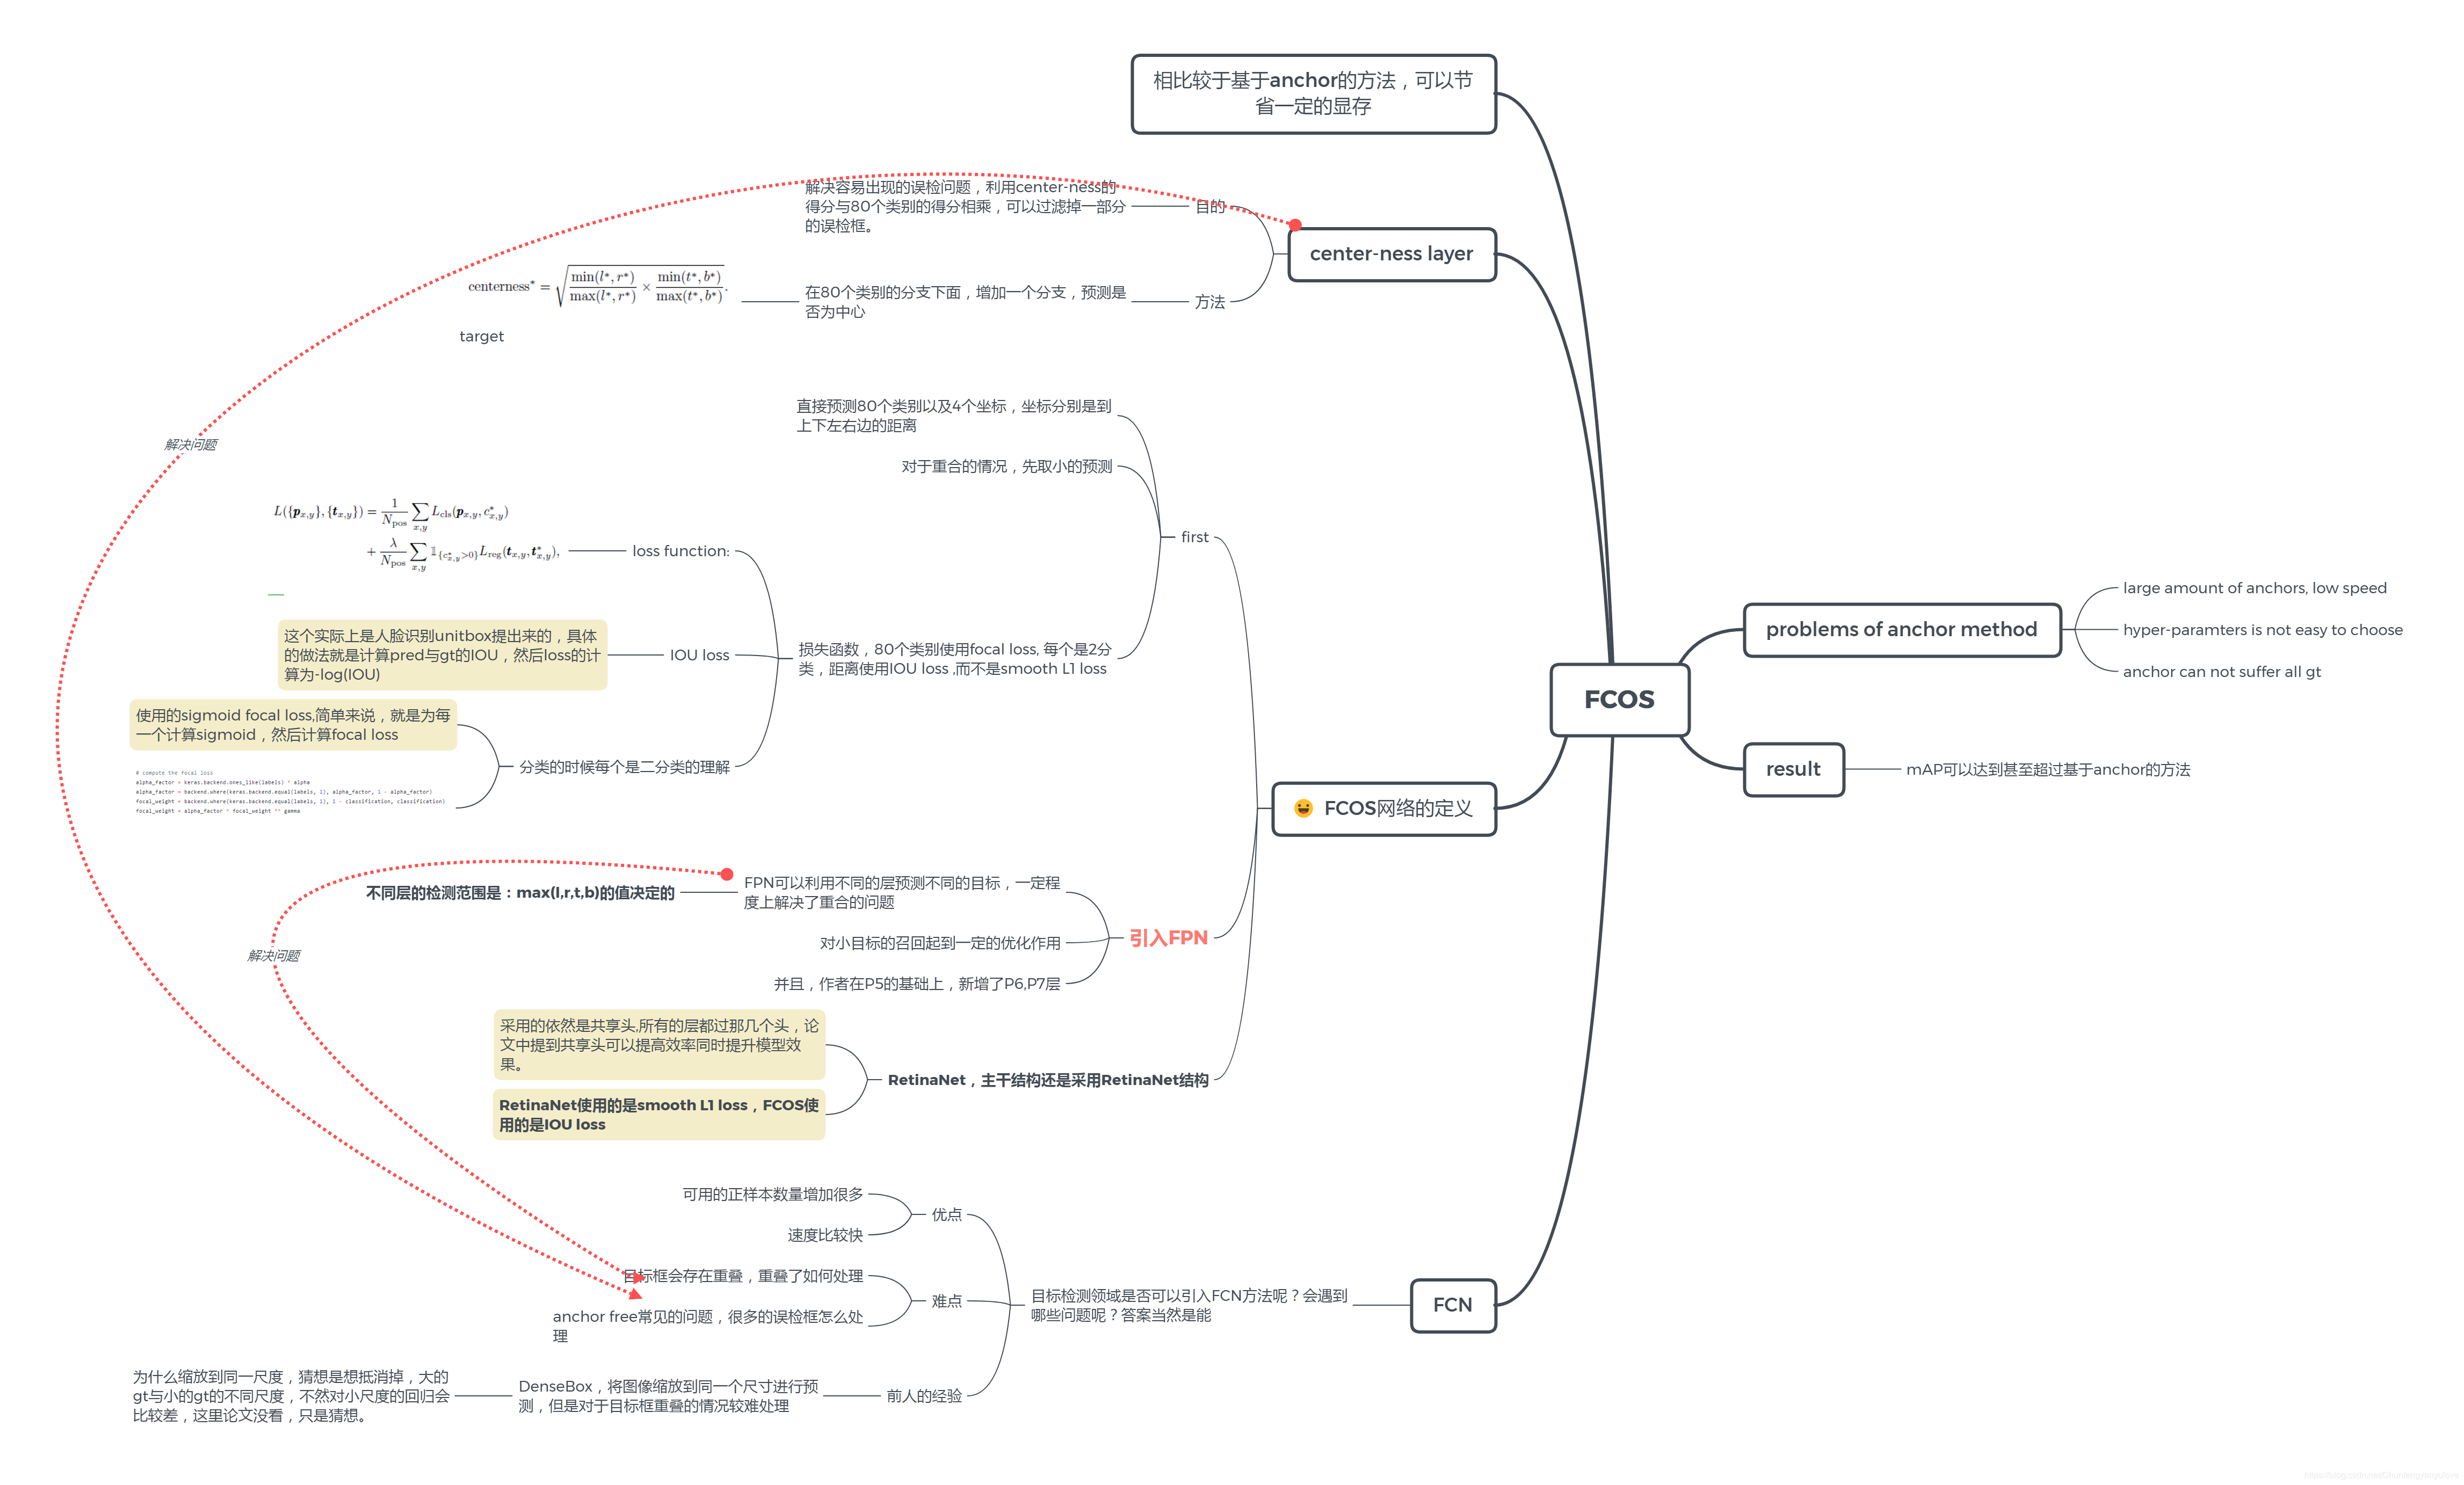 相比较于基于anchor的方法，可以节
省一定的显存
center-ness layer
目的
解决容易出现的误检问题，利用center-ness的
得分与80个类别的得分相乘，可以过滤掉一部分
的误检框。
方法
在80个类别的分支下面，增加一个分支，预测是
否为中心
centerness* = √(min(l*, r*)/max(l*, r*) × min(t*, b*)/max(t*, b*)).
target
解决问题
first
直接预测80个类别以及4个坐标，坐标分别是到
上下左右边的距离
对于重合的情况，先取小的预测
损失函数，80个类别使用focal loss, 每个是2分
类，距离使用IOU loss ,而不是smooth L1 loss
loss function:
L({p_{x,y}}, {t_{x,y}}) = 1/N_pos ∑_{x,y} L_cls(p_{x,y}, c*_{x,y})
+ λ/N_pos ∑_{x,y} 𝟙_{c*_{x,y}>0} L_reg(t_{x,y}, t*_{x,y}),
IOU loss
这个实际上是人脸识别unitbox提出来的，具体
的做法就是计算pred与gt的IOU，然后loss的计
算为-log(IOU)
分类的时候每个是二分类的理解
使用的sigmoid focal loss,简单来说，就是为每
一个计算sigmoid，然后计算focal loss
# compute the focal loss
alpha_factor = keras.backend.ones_like(labels) * alpha
alpha_factor = backend.where(keras.backend.equal(labels, 1), alpha_factor, 1 - alpha_factor)
focal_weight = backend.where(keras.backend.equal(labels, 1), 1 - classification, classification)
focal_weight = alpha_factor * focal_weight ** gamma
FCOS网络的定义
引入FPN
FPN可以利用不同的层预测不同的目标，一定程
度上解决了重合的问题
不同层的检测范围是：max(l,r,t,b)的值决定的
对小目标的召回起到一定的优化作用
并且，作者在P5的基础上，新增了P6,P7层
解决问题
RetinaNet，主干结构还是采用RetinaNet结构
采用的依然是共享头,所有的层都过那几个头，论
文中提到共享头可以提高效率同时提升模型效
果。
RetinaNet使用的是smooth L1 loss，FCOS使
用的是IOU loss
FCN
目标检测领域是否可以引入FCN方法呢？会遇到
哪些问题呢？答案当然是能
优点
可用的正样本数量增加很多
速度比较快
难点
目标框会存在重叠，重叠了如何处理
anchor free常见的问题，很多的误检框怎么处
理
前人的经验
DenseBox，将图像缩放到同一个尺寸进行预
测，但是对于目标框重叠的情况较难处理
为什么缩放到同一尺度，猜想是想抵消掉，大的
gt与小的gt的不同尺度，不然对小尺度的回归会
比较差，这里论文没看，只是猜想。
FCOS
problems of anchor method
large amount of anchors, low speed
hyper-paramters is not easy to choose
anchor can not suffer all gt
result
mAP可以达到甚至超过基于anchor的方法